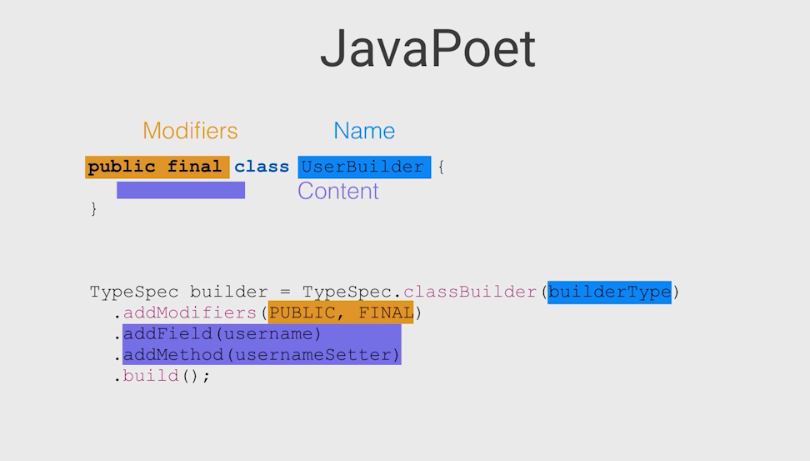 JavaPoet
Modifiers Name
public final class UserBuilder {
Content
}
TypeSpec builder = TypeSpec.classBuilder(builderType)
.addModifiers(PUBLIC, FINAL)
.addField(username)
.addMethod(usernameSetter)
.build();